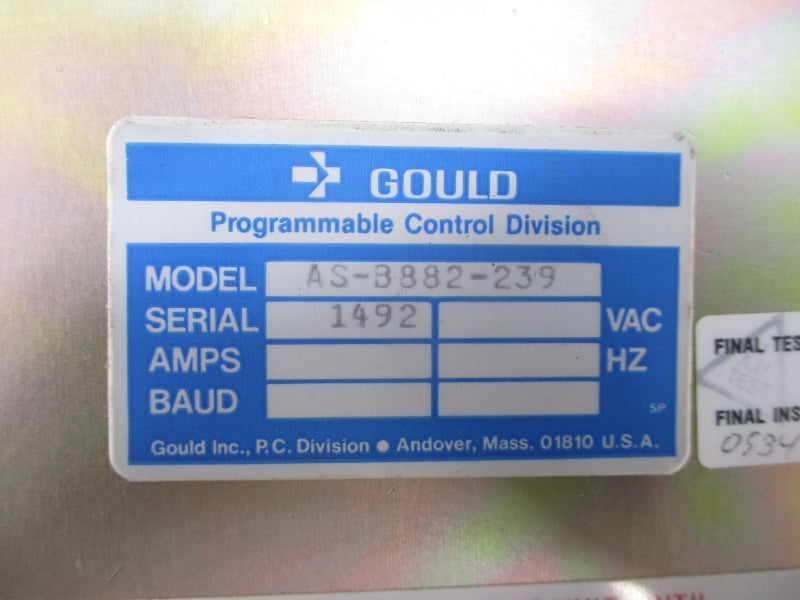 GOULD
Programmable Control Division
MODEL AS-B882-239
SERIAL 1492 VAC
AMPS HZ
BAUD
SP
Gould Inc., P.C. Division ● Andover, Mass. 01810 U.S.A.
FINAL TES
TEST
FINAL INS
0534